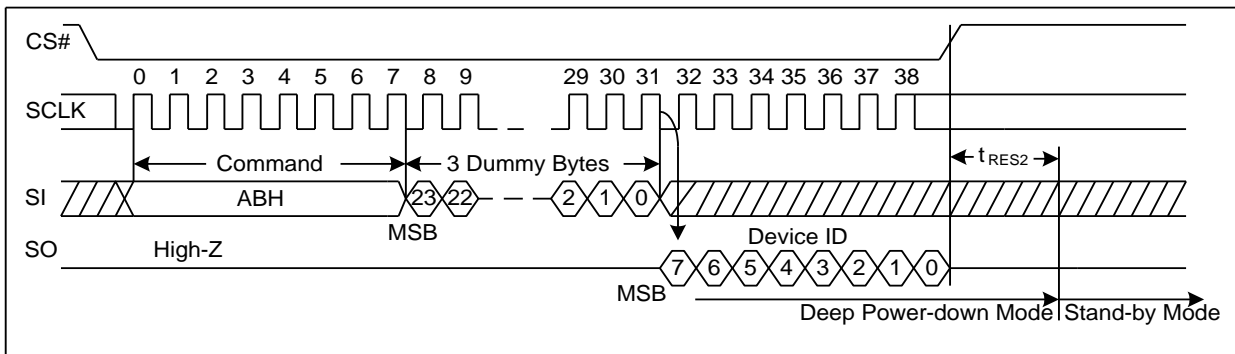 CS#
0 1 2 3 4 5 6 7 8 9 29 30 31 32 33 34 35 36 37 38
SCLK
Command 3 Dummy Bytes tRES2
SI ABH 23 22 2 1 0
MSB
SO High-Z Device ID
7 6 5 4 3 2 1 0
MSB
Deep Power-down Mode Stand-by Mode